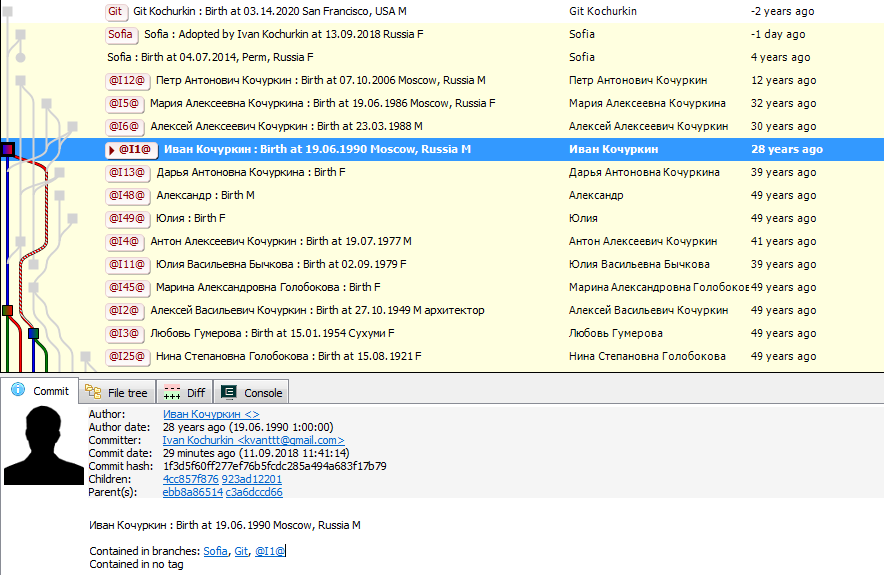 Git Git Kochurkin : Birth at 03.14.2020 San Francisco, USA M Git Kochurkin -2 years ago
Sofia Sofia : Adopted by Ivan Kochurkin at 13.09.2018 Russia F Sofia -1 day ago
Sofia : Birth at 04.07.2014, Perm, Russia F Sofia 4 years ago
@I12@ Петр Антонович Кочуркин : Birth at 07.10.2006 Moscow, Russia M Петр Антонович Кочуркин 12 years ago
@I5@ Мария Алексеевна Кочуркина : Birth at 19.06.1986 Moscow, Russia F Мария Алексеевна Кочуркина 32 years ago
@I6@ Алексей Алексеевич Кочуркин : Birth at 23.03.1988 M Алексей Алексеевич Кочуркин 30 years ago
@I1@ Иван Кочуркин : Birth at 19.06.1990 Moscow, Russia M Иван Кочуркин 28 years ago
@I13@ Дарья Антоновна Кочуркина : Birth F Дарья Антоновна Кочуркина 39 years ago
@I48@ Александр : Birth M Александр 49 years ago
@I49@ Юлия : Birth F Юлия 49 years ago
@I4@ Антон Алексеевич Кочуркин : Birth at 19.07.1977 M Антон Алексеевич Кочуркин 41 years ago
@I11@ Юлия Васильевна Бычкова : Birth at 02.09.1979 F Юлия Васильевна Бычкова 39 years ago
@I45@ Марина Александровна Голобокова : Birth F Марина Александровна Голобоков 49 years ago
@I2@ Алексей Васильевич Кочуркин : Birth at 27.10.1949 M архитектор Алексей Васильевич Кочуркин 49 years ago
@I3@ Любовь Гумерова : Birth at 15.01.1954 Сухуми F Любовь Гумерова 49 years ago
@I25@ Нина Степановна Голобокова : Birth at 15.08.1921 F Нина Степановна Голобокова 49 years ago
Commit File tree Diff Console
Author: Иван Кочуркин <>
Author date: 28 years ago (19.06.1990 1:00:00)
Committer: Ivan Kochurkin <kvanttt@gmail.com>
Commit date: 29 minutes ago (11.09.2018 11:41:14)
Commit hash: 1f3d5f60ff277ef76b5fcdc285a494a683f17b79
Children: 4cc857f876 923ad12201
Parent(s): ebb8a86514 c3a6dccd66
Иван Кочуркин : Birth at 19.06.1990 Moscow, Russia M
Contained in branches: Sofia, Git, @I1@
Contained in no tag